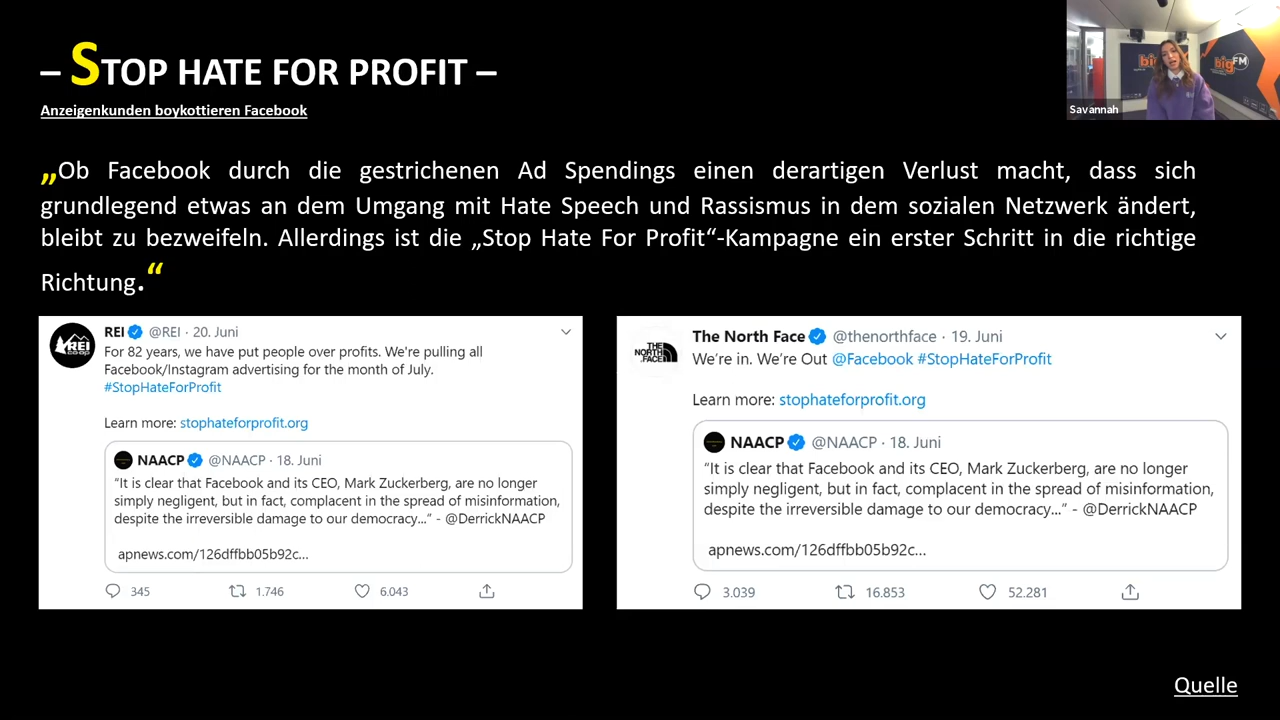 – STOP HATE FOR PROFIT –
Anzeigenkunden boykottieren Facebook
Savannah
big
bigFM
„Ob Facebook durch die gestrichenen Ad Spendings einen derartigen Verlust macht, dass sich
grundlegend etwas an dem Umgang mit Hate Speech und Rassismus in dem sozialen Netzwerk ändert,
bleibt zu bezweifeln. Allerdings ist die „Stop Hate For Profit“-Kampagne ein erster Schritt in die richtige
Richtung.“
REI @REI · 20. Juni
REI
CO-OP
For 82 years, we have put people over profits. We're pulling all
Facebook/Instagram advertising for the month of July.
#StopHateForProfit
Learn more: stophateforprofit.org
NAACP @NAACP · 18. Juni
“It is clear that Facebook and its CEO, Mark Zuckerberg, are no longer
simply negligent, but in fact, complacent in the spread of misinformation,
despite the irreversible damage to our democracy...” - @DerrickNAACP
apnews.com/126dffbb05b92c...
345 1.746 6.043
The North Face @thenorthface · 19. Juni
THE
NORTH
FACE
We’re in. We’re Out @Facebook #StopHateForProfit
Learn more: stophateforprofit.org
NAACP @NAACP · 18. Juni
“It is clear that Facebook and its CEO, Mark Zuckerberg, are no longer
simply negligent, but in fact, complacent in the spread of misinformation,
despite the irreversible damage to our democracy...” - @DerrickNAACP
apnews.com/126dffbb05b92c...
3.039 16.853 52.281
Quelle